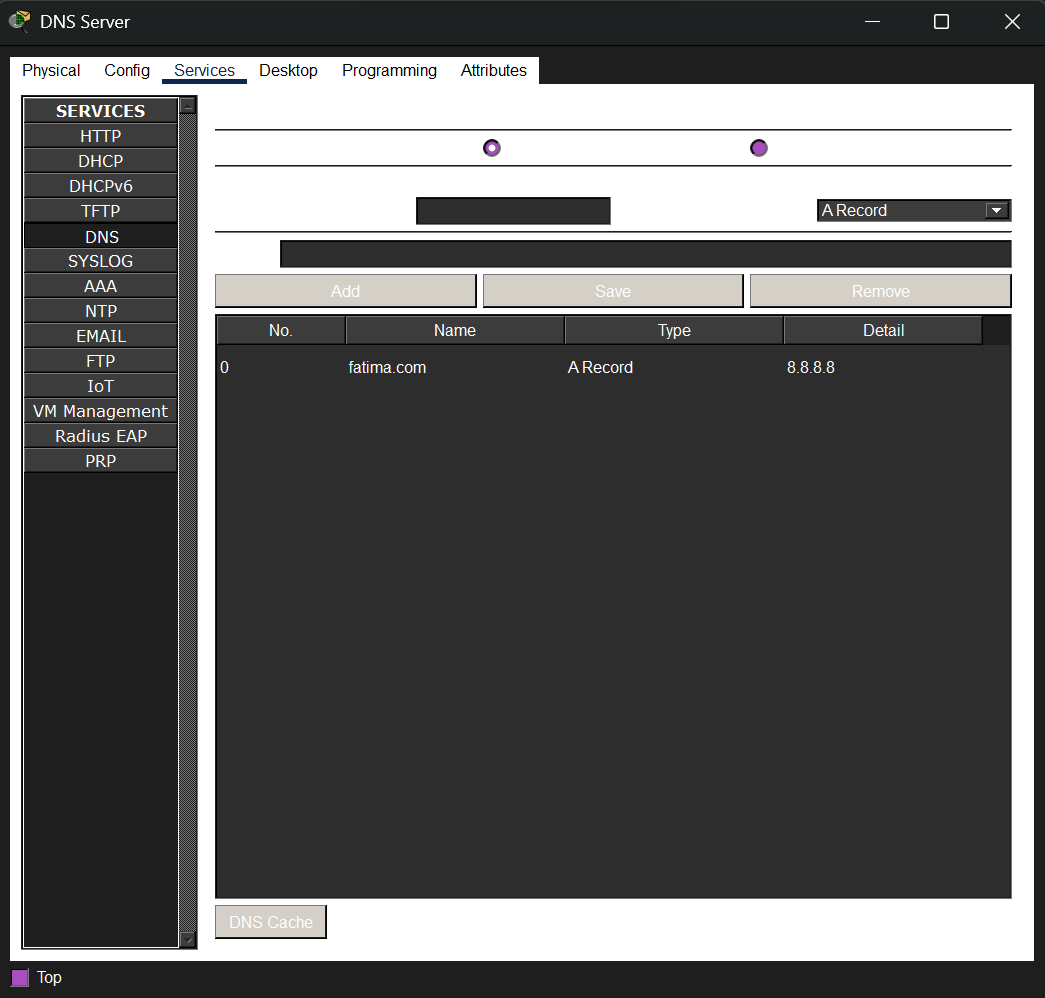 DNS Server
Physical Config Services Desktop Programming Attributes
SERVICES
HTTP
DHCP
DHCPv6
TFTP
DNS
SYSLOG
AAA
NTP
EMAIL
FTP
IoT
VM Management
Radius EAP
PRP
A Record
Add Save Remove
No. Name Type Detail
0 fatima.com A Record 8.8.8.8
DNS Cache
Top